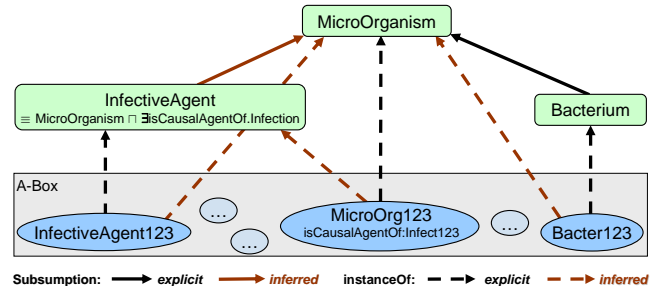 MicroOrganism
InfectiveAgent
≡ MicroOrganism ⊓ ∃isCausalAgentOf.Infection
Bacterium
A-Box
InfectiveAgent123
...
...
MicroOrg123
isCausalAgentOf:Infect123
...
Bacter123
Subsumption: explicit inferred instanceOf: explicit inferred